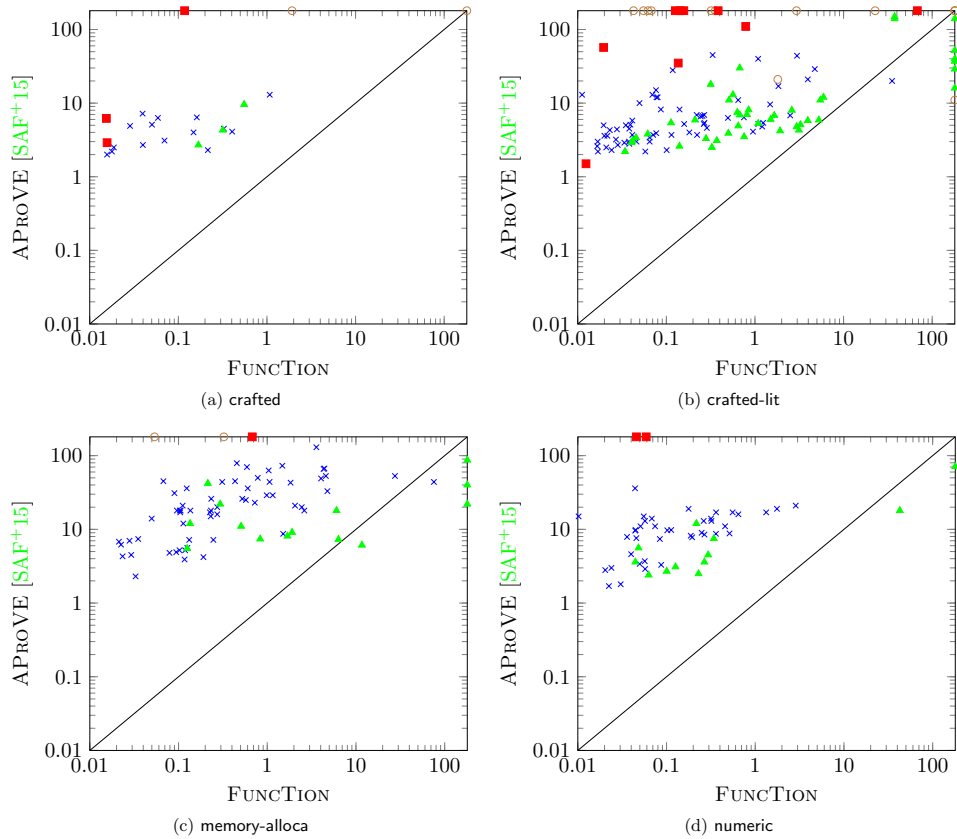 100
10
1
0.1
0.01
0.01 0.1 1 10 100
APROVE [SAF+15]
FUNCTION
(a) crafted
100
10
1
0.1
0.01
0.01 0.1 1 10 100
APROVE [SAF+15]
FUNCTION
(b) crafted-lit
100
10
1
0.1
0.01
0.01 0.1 1 10 100
APROVE [SAF+15]
FUNCTION
(c) memory-alloca
100
10
1
0.1
0.01
0.01 0.1 1 10 100
APROVE [SAF+15]
FUNCTION
(d) numeric